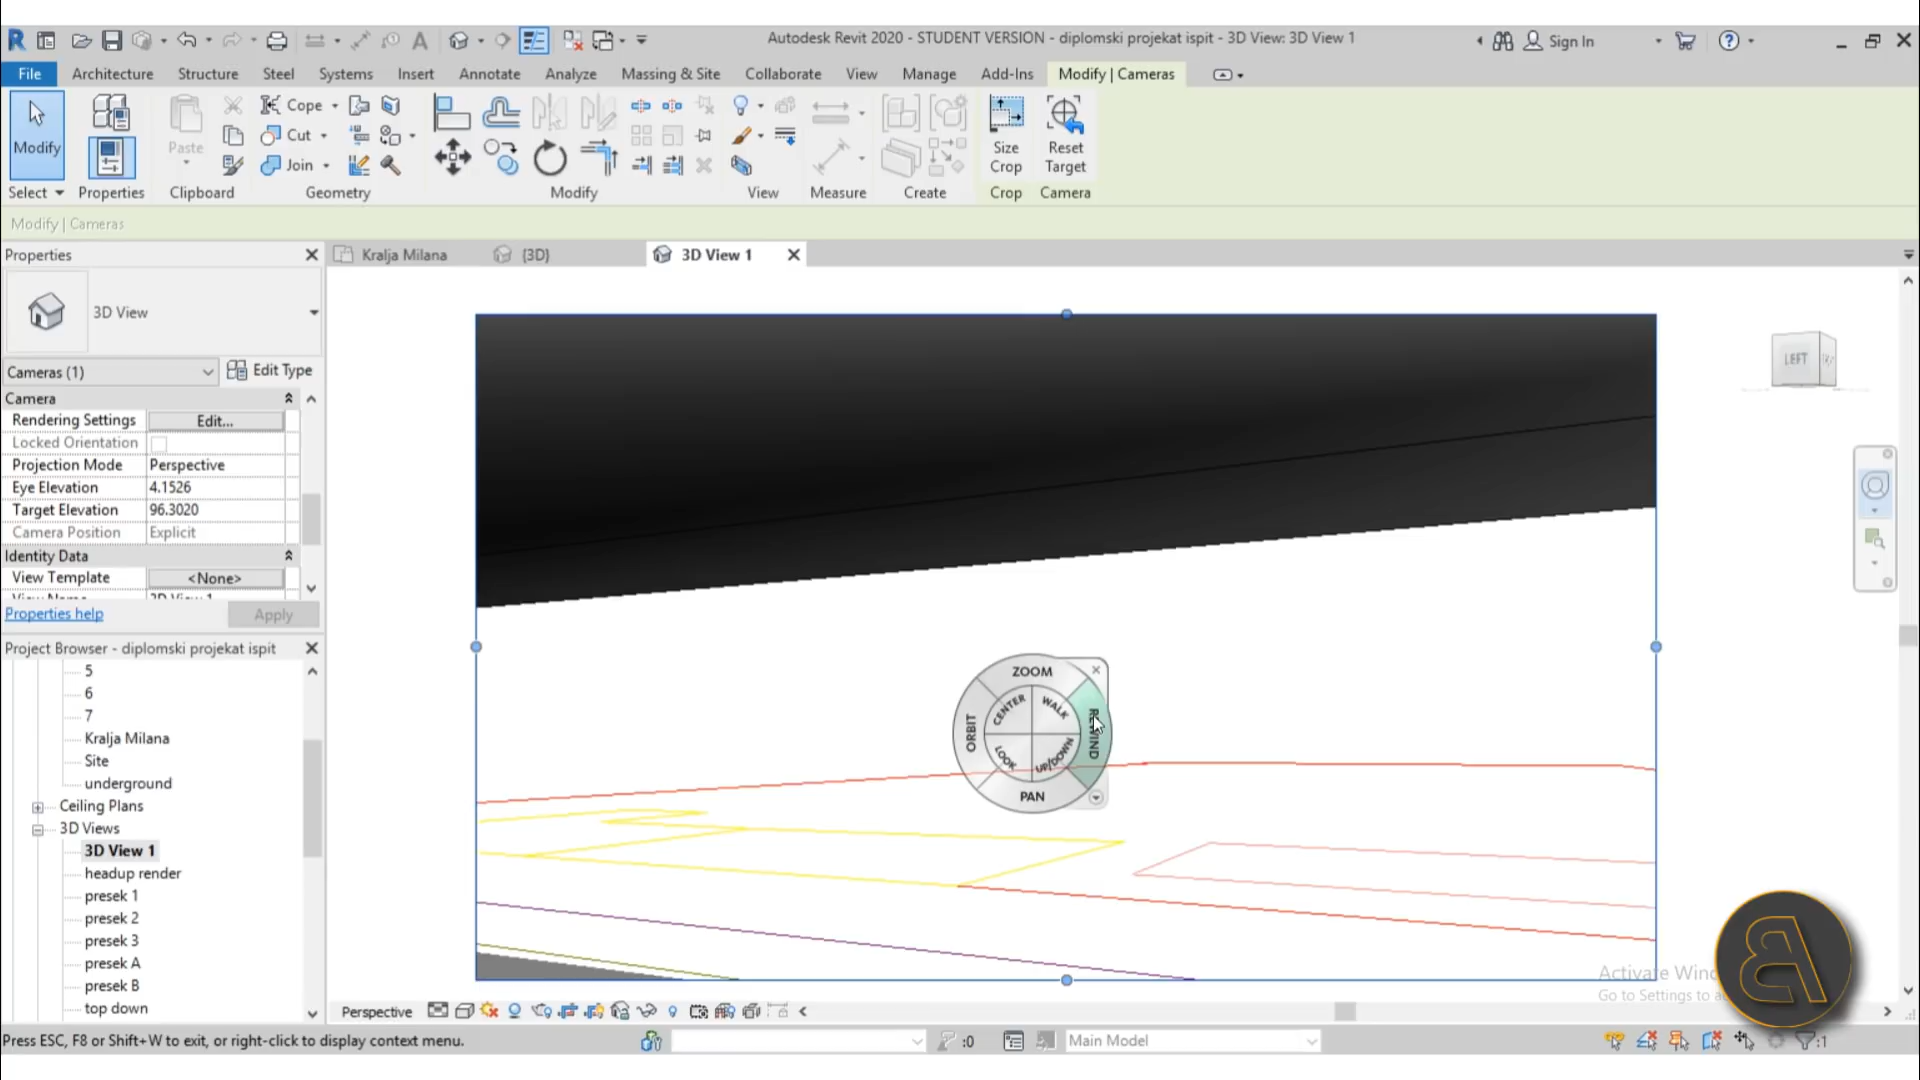 Autodesk Revit 2020 - STUDENT VERSION - diplomski projekat ispit - 3D View: 3D View 1
Sign In
File Architecture Structure Steel Systems Insert Annotate Analyze Massing & Site Collaborate View Manage Add-Ins Modify | Cameras
Modify
Paste
Cope
Cut
Join
Size Crop
Reset Target
Select Properties Clipboard Geometry Modify View Measure Create Crop Camera
Modify | Cameras
Properties
Kralja Milana
{3D}
3D View 1
3D View
Cameras (1)
Edit Type
Camera
Rendering Settings Edit...
Locked Orientation
Projection Mode Perspective
Eye Elevation 4.1526
Target Elevation 96.3020
Camera Position Explicit
Identity Data
View Template <None>
Properties help
Apply
Project Browser - diplomski projekat ispit
5
6
7
Kralja Milana
Site
underground
Ceiling Plans
3D Views
3D View 1
headup render
presek 1
presek 2
presek 3
presek A
presek B
top down
LEFT
ZOOM
CENTER
WALK
ORBIT
REWIND
LOOK
UP/DOWN
PAN
Activate Wind
Go to Settings to a
Perspective
Press ESC, F8 or Shift+W to exit, or right-click to display context menu.
:0
Main Model
:1